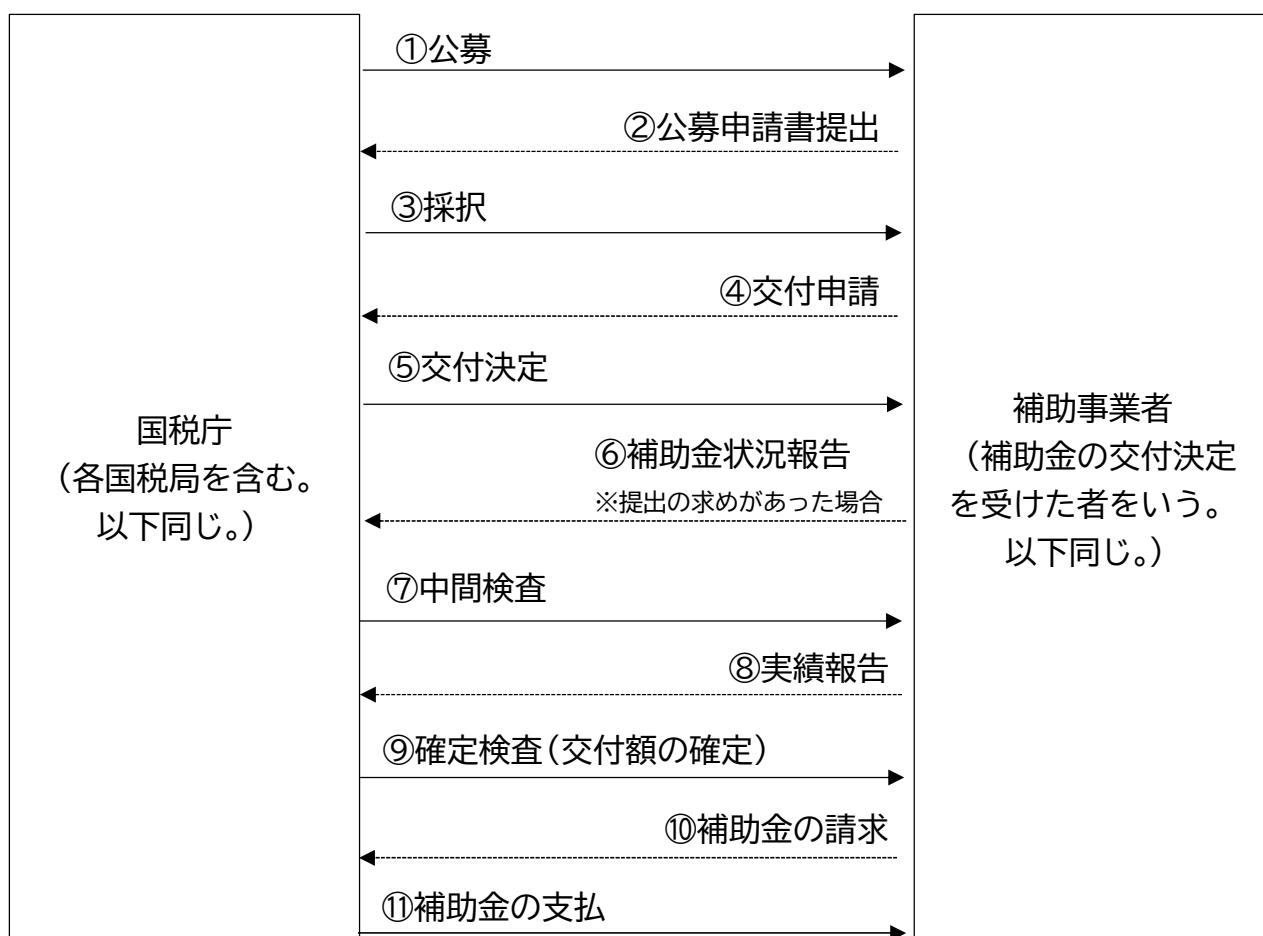 ①公募
②公募申請書提出
③採択
④交付申請
⑤交付決定
国税庁
（各国税局を含む。
以下同じ。）
⑥補助金状況報告
※提出の求めがあった場合
補助事業者
（補助金の交付決定
を受けた者をいう。
以下同じ。）
⑦中間検査
⑧実績報告
⑨確定検査（交付額の確定）
⑩補助金の請求
⑪補助金の支払